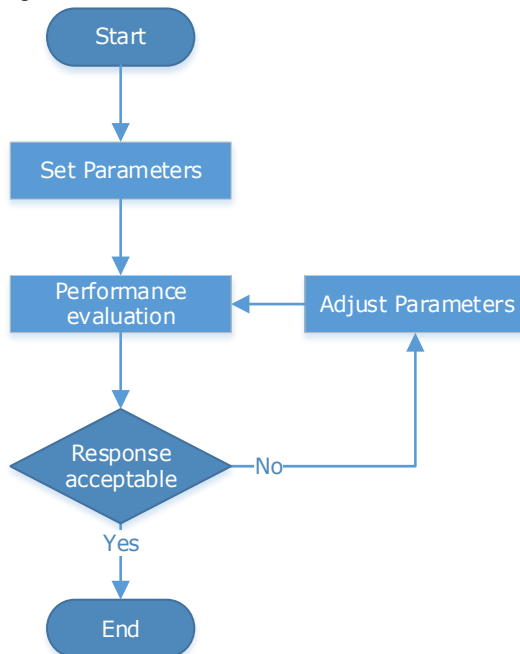 Start
Set Parameters
Performance
evaluation
Adjust Parameters
Response
acceptable
No
Yes
End